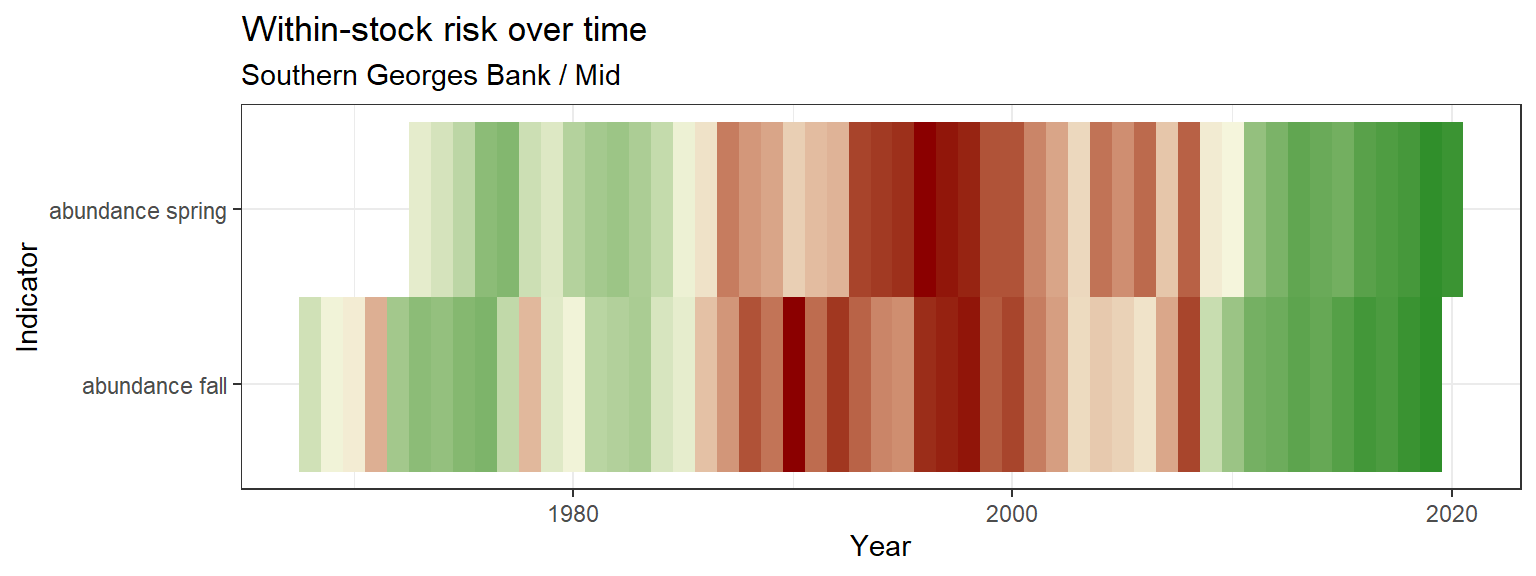 Within-stock risk over time
Southern Georges Bank / Mid
Indicator
abundance spring
abundance fall
1980
2000
2020
Year